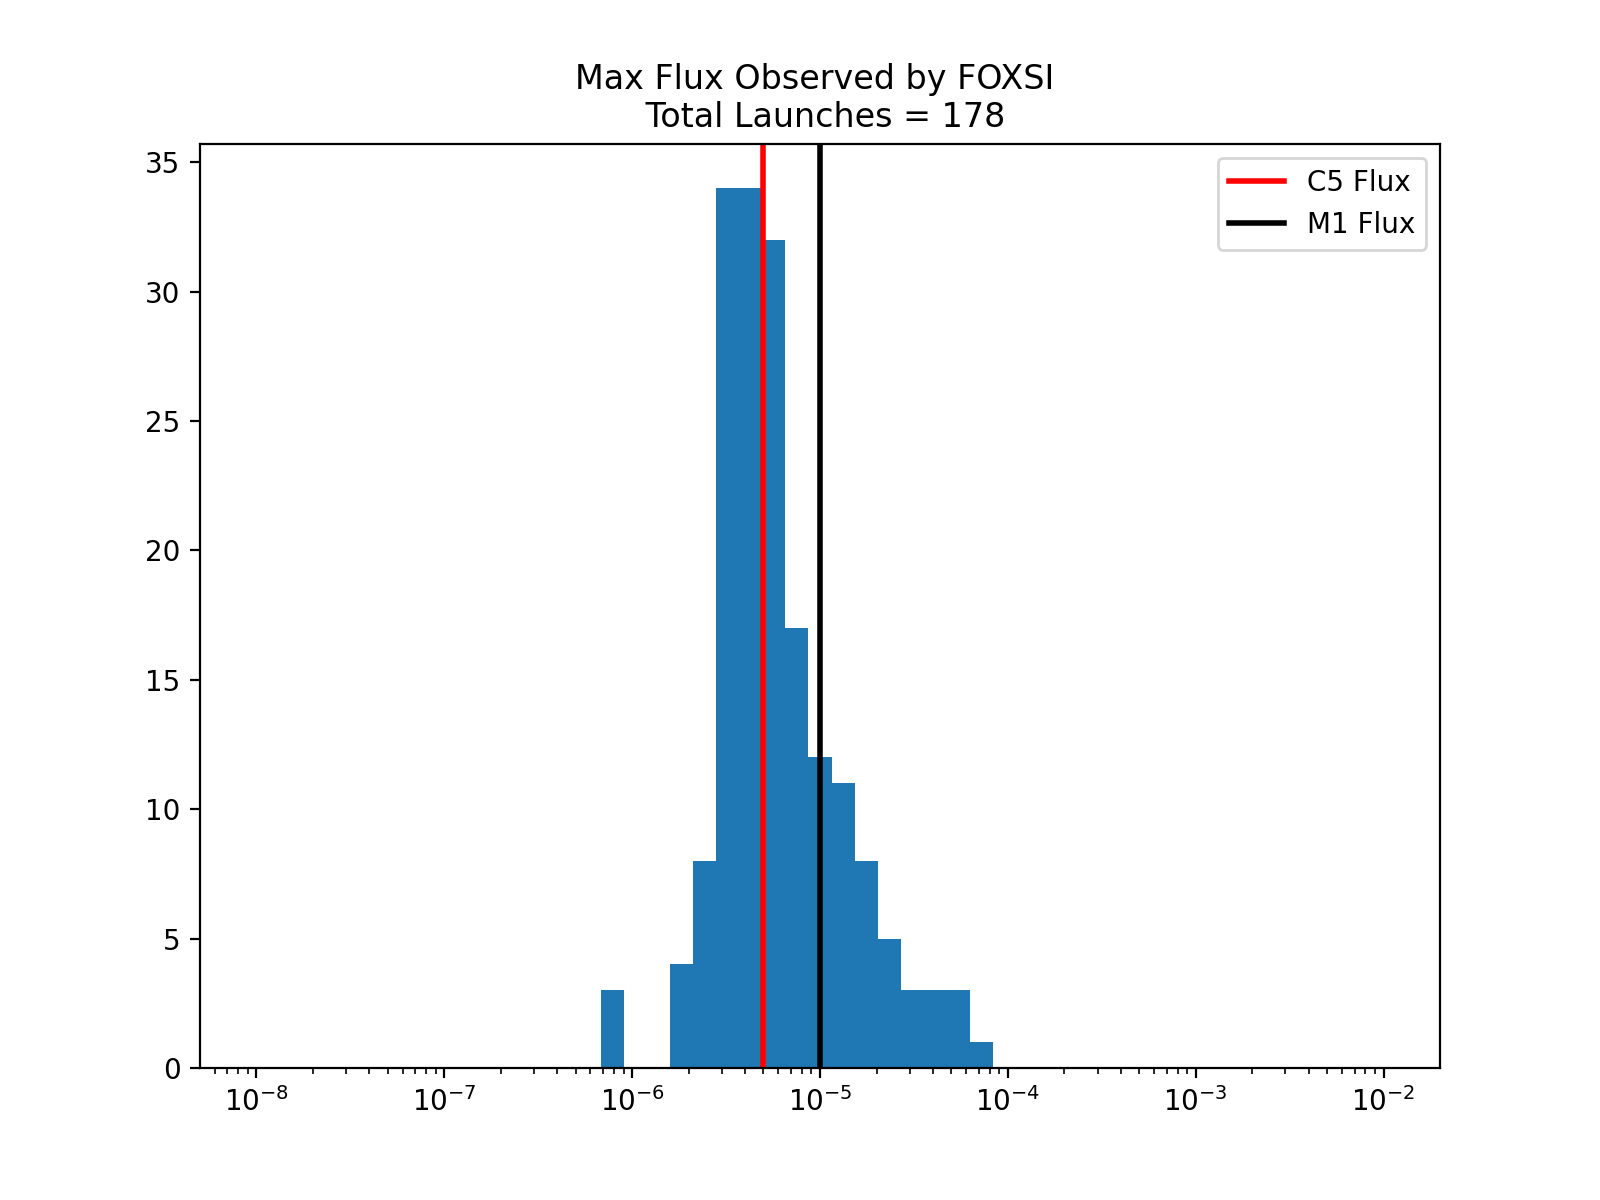 Max Flux Observed by FOXSI
Total Launches = 178
C5 Flux
M1 Flux
35
30
25
20
15
10
5
0
10⁻⁸ 10⁻⁷ 10⁻⁶ 10⁻⁵ 10⁻⁴ 10⁻³ 10⁻²